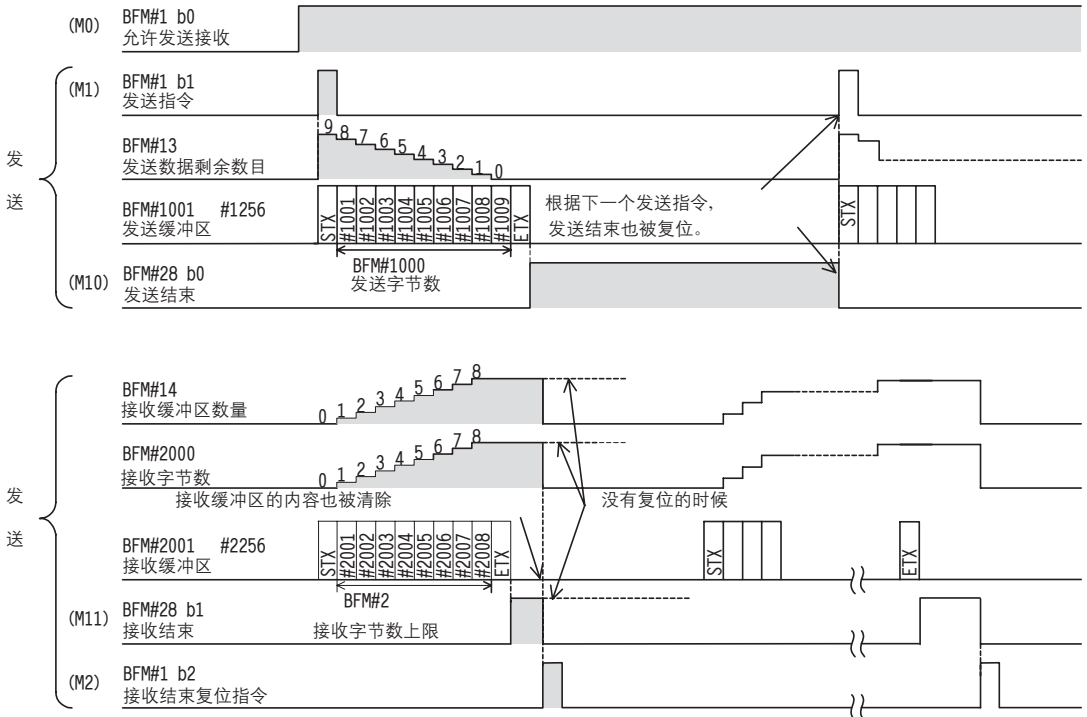 (M0) BFM#1 b0
允许发送接收
(M1) BFM#1 b1
发送指令
9 8 7 6 5 4 3 2 1 0
BFM#13
发送数据剩余数目
发
送
BFM#1001 #1256
发送缓冲区
STX #1001 #1002 #1003 #1004 #1005 #1006 #1007 #1008 #1009 ETX
根据下一个发送指令,
发送结束也被复位。
STX
BFM#1000
发送字节数
(M10) BFM#28 b0
发送结束
BFM#14
接收缓冲区数量
0 1 2 3 4 5 6 7 8
BFM#2000
接收字节数
0 1 2 3 4 5 6 7 8
接收缓冲区的内容也被清除
没有复位的时候
发
送
BFM#2001 #2256
接收缓冲区
STX #2001 #2002 #2003 #2004 #2005 #2006 #2007 #2008 ETX
STX
ETX
BFM#2
接收字节数上限
(M11) BFM#28 b1
接收结束
(M2) BFM#1 b2
接收结束复位指令